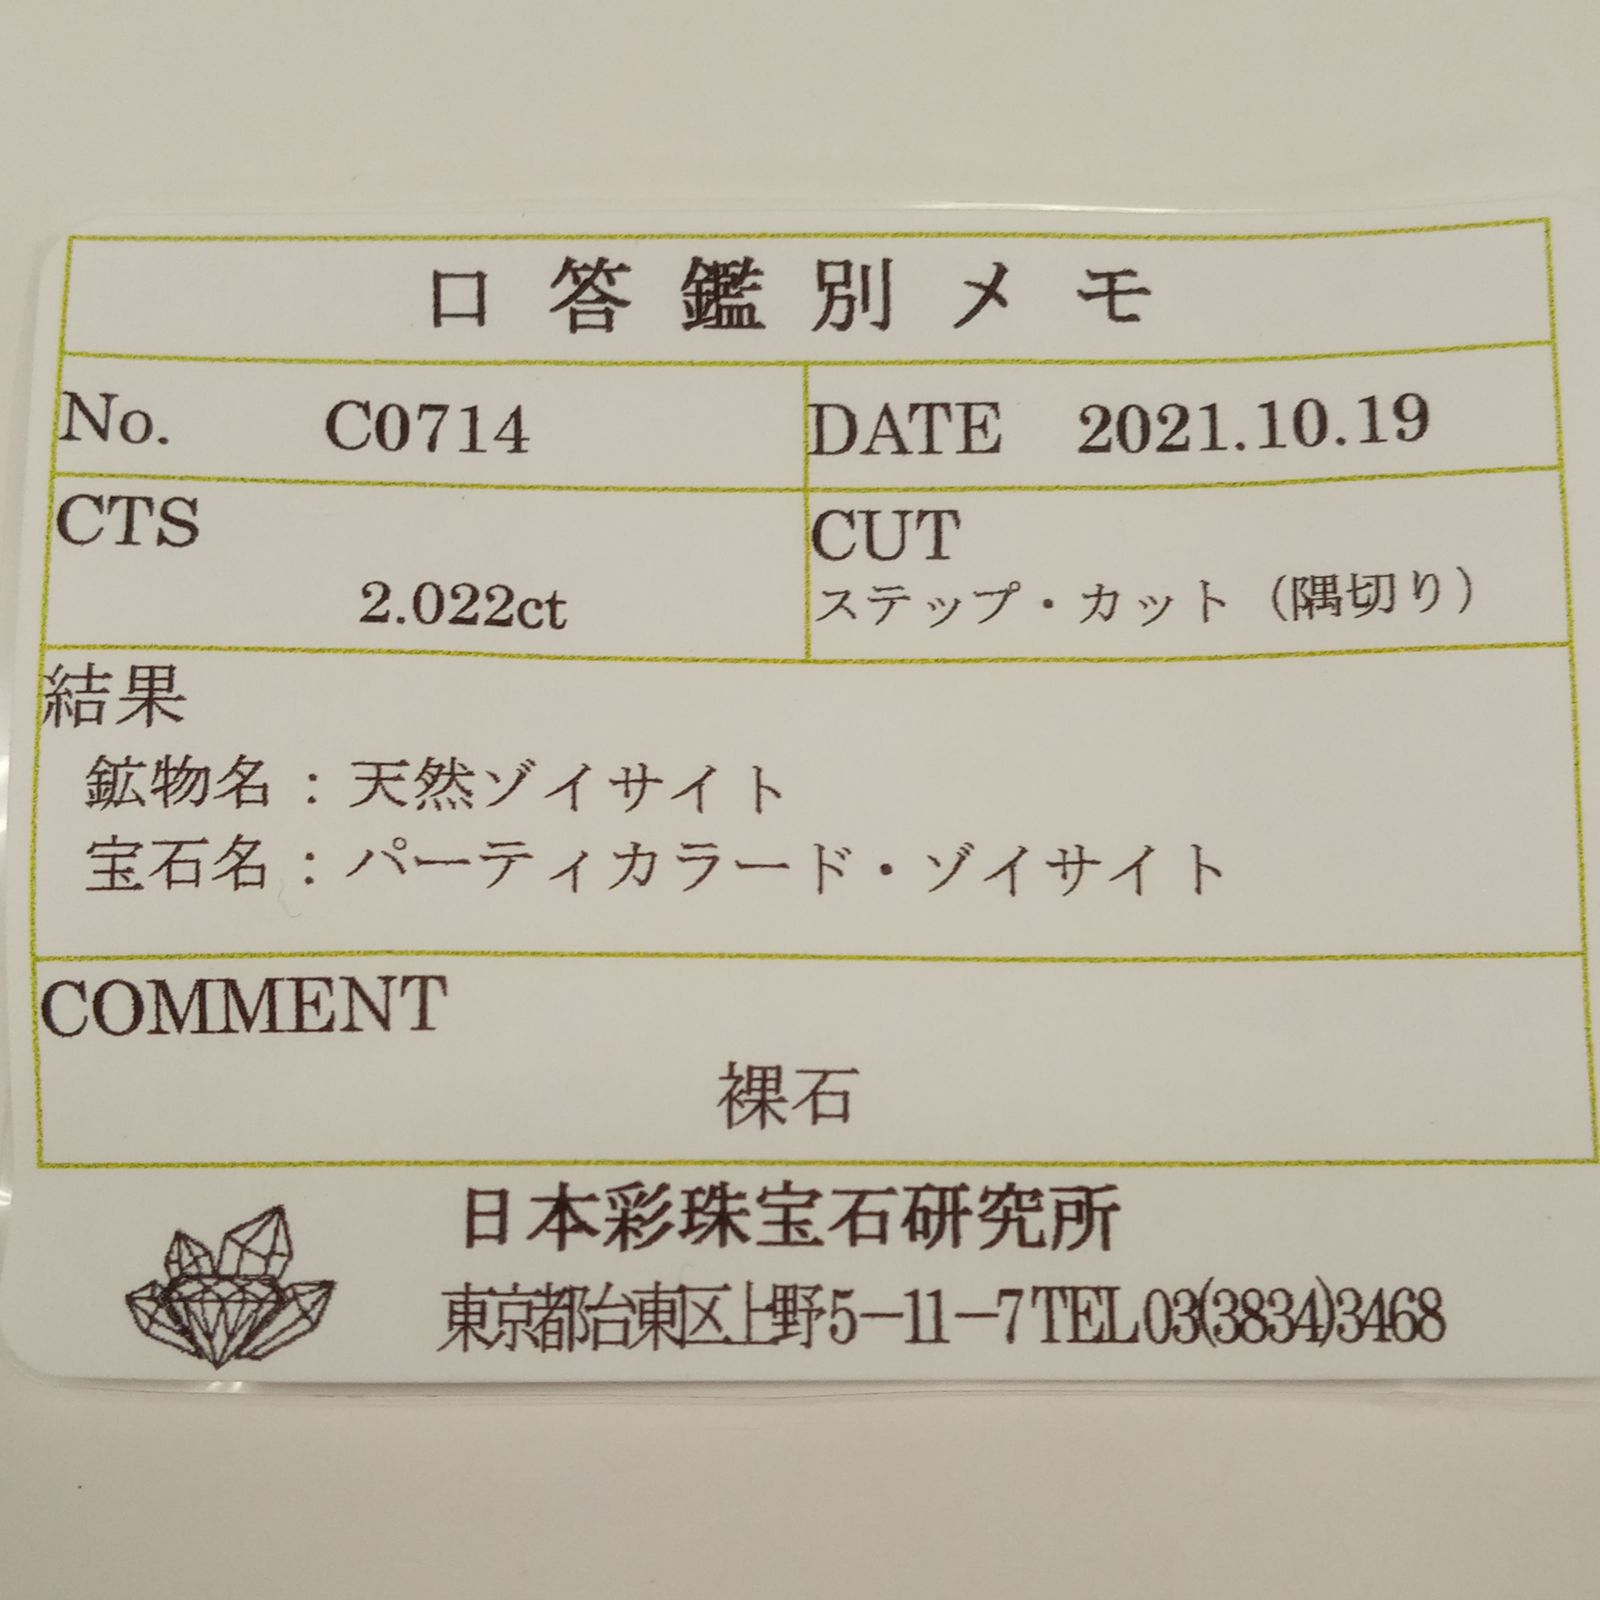 口答鑑別メモ
No. C0714
DATE 2021.10.19
CTS
2.022ct
CUT
ステップ・カット（隅切り）
結果
鉱物名：天然ゾイサイト
宝石名：パーティカラード・ゾイサイト
COMMENT
裸石
日本彩珠宝石研究所
東京都台東区上野5－11－7 TEL 03(3834)3468